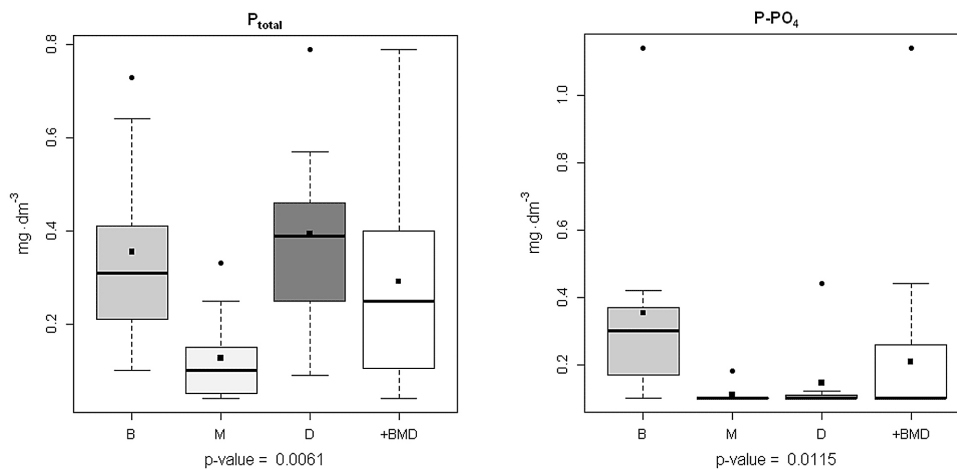 P_total
mg·dm⁻³
0.8
0.6
0.4
0.2
B M D +BMD
p-value = 0.0061
P-PO₄
mg·dm⁻³
1.0
0.8
0.6
0.4
0.2
B M D +BMD
p-value = 0.0115